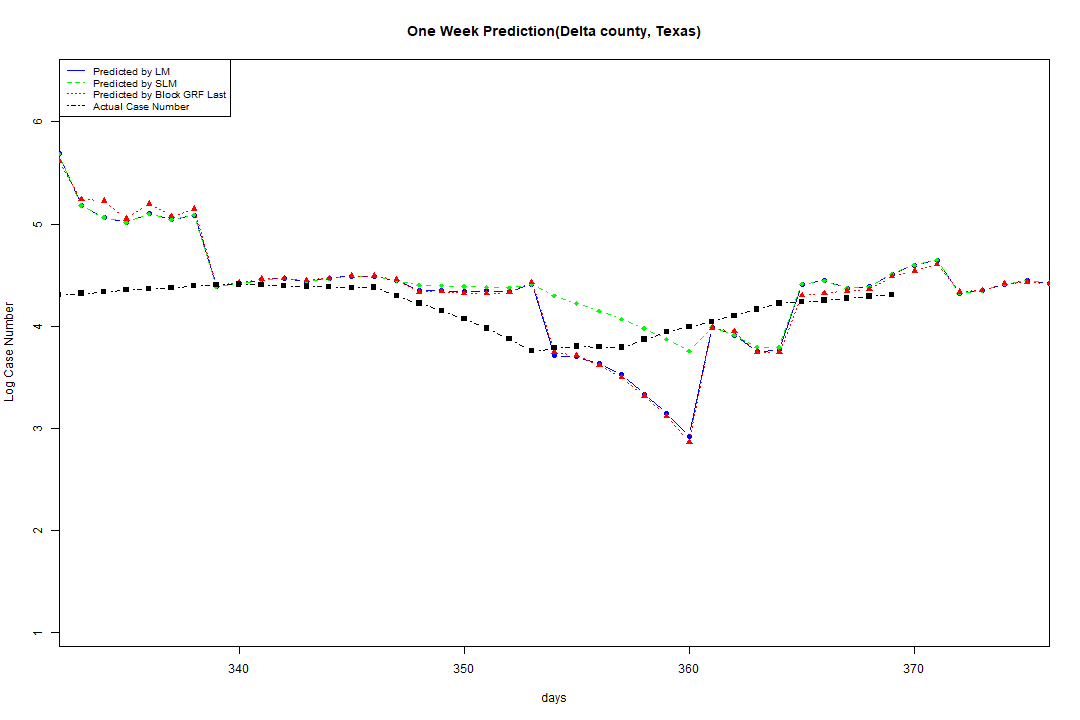 One Week Prediction(Delta county, Texas)
Predicted by LM
Predicted by SLM
Predicted by Block GRF Last
Actual Case Number
6
5
4
3
2
1
Log Case Number
340 350 360 370
days